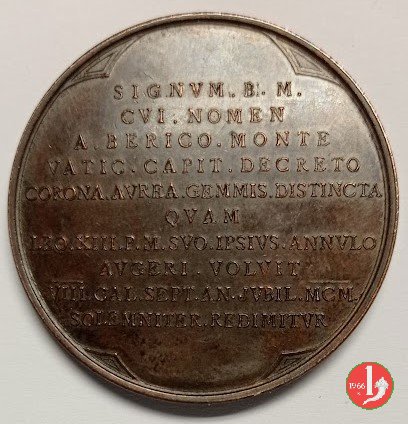 SIGNVM. B. M.
CVI. NOMEN
A. BERICO. MONTE
VATIC. CAPIT. DECRETO
CORONA. AVREA. GEMMIS. DISTINCTA
QVAM
LEO. XIII. P. M. SVO. IPSIVS. ANNVLO
AVGERI. VOLVIT
VIII. CAL. SEPT. AN. JVBIL. MCM.
SOLEMNITER. REDIMITVR
1966